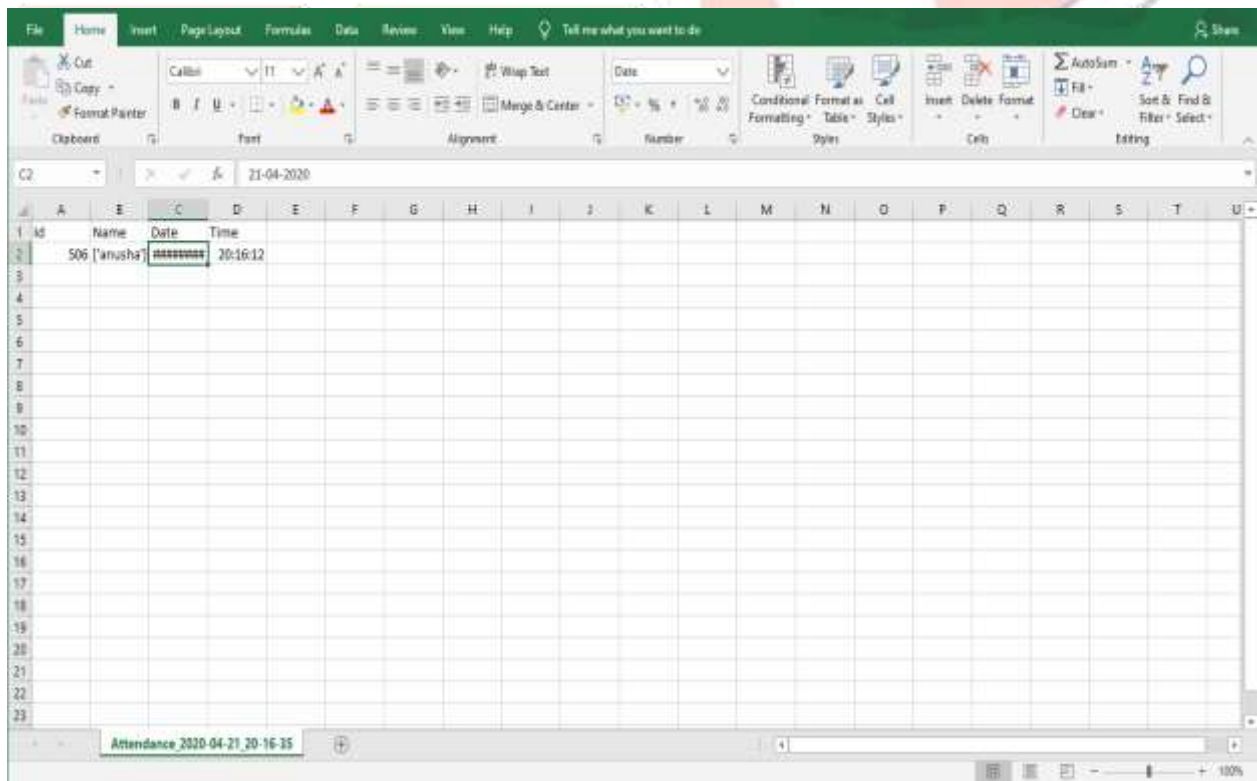 File Home Insert Page Layout Formulas Data Review View Help Tell me what you want to do Share
Cut
Copy
Format Painter
Clipboard
Calibri 11
B I U
Font
Wrap Text
Merge & Center
Alignment
Date
%
Number
Conditional Formatting
Format as Table
Cell Styles
Styles
Insert Delete Format
Cells
AutoSum
Fill
Clear
Sort & Filter
Find & Select
Editing
C2 fx 21-04-2020
A B C D E F G H I J K L M N O P Q R S T U
1 id Name Date Time
2 506 ['anusha'] ######## 20:16:12
3
4
5
6
7
8
9
10
11
12
13
14
15
16
17
18
19
20
21
22
23
Attendance_2020-04-21_20-16-35
100%